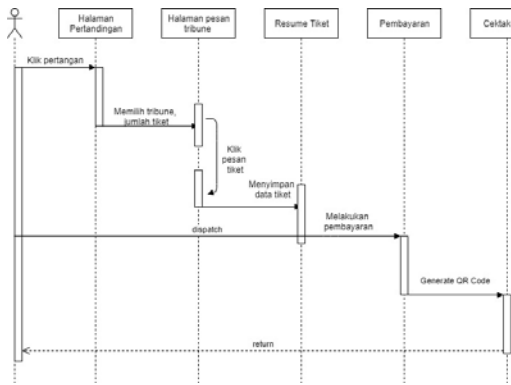 Halaman
Pertandingan
Halaman pesan
tribune
Resume Tiket
Pembayaran
Cektak
Klik pertangan
Memilih tribune,
jumlah tiket
Klik
pesan
tiket
Menyimpan
data tiket
Melakukan
pembayaran
dispatch
Generate QR Code
return